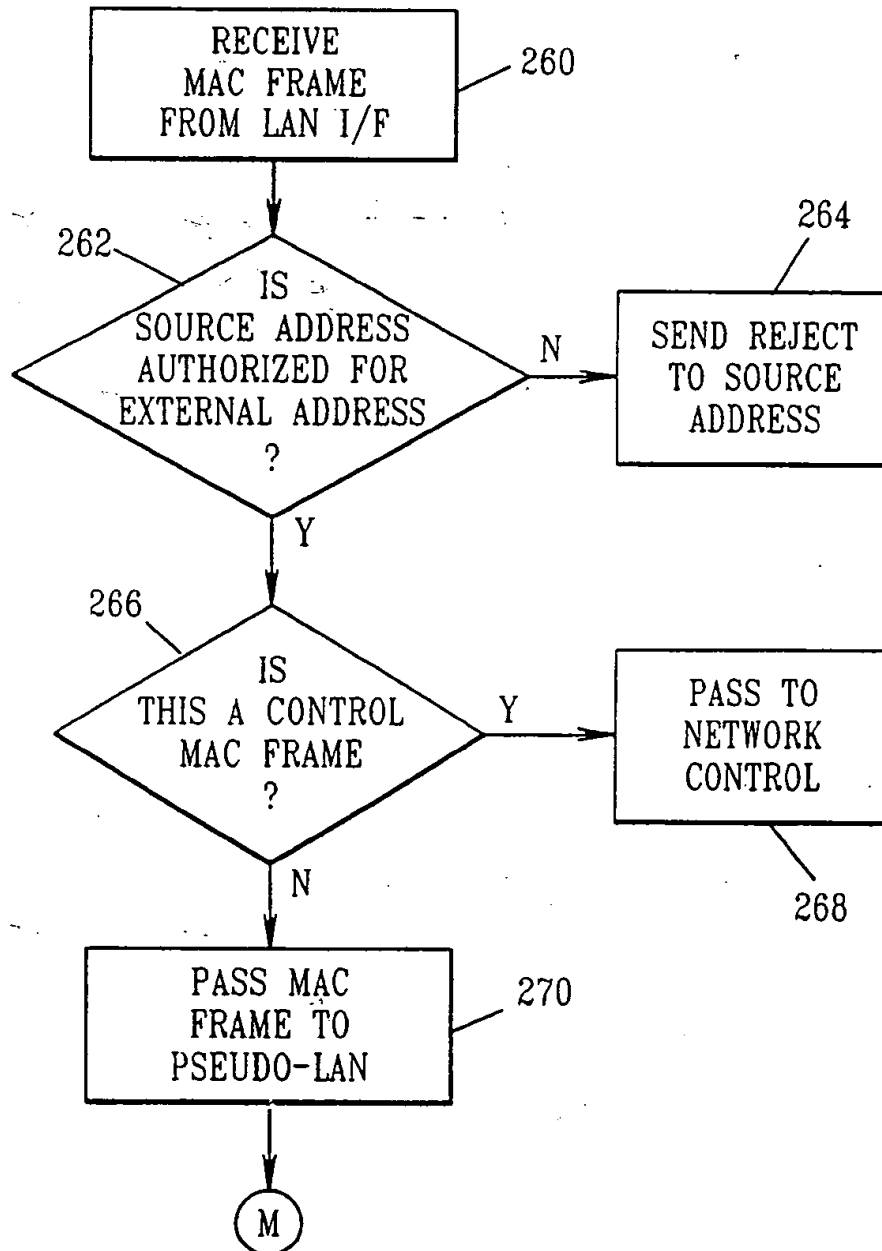 RECEIVE
MAC FRAME
FROM LAN I/F
260
262
IS
SOURCE ADDRESS
AUTHORIZED FOR
EXTERNAL ADDRESS
?
N
264
SEND REJECT
TO SOURCE
ADDRESS
Y
266
IS
THIS A CONTROL
MAC FRAME
?
Y
PASS TO
NETWORK
CONTROL
268
N
PASS MAC
FRAME TO
PSEUDO-LAN
270
M